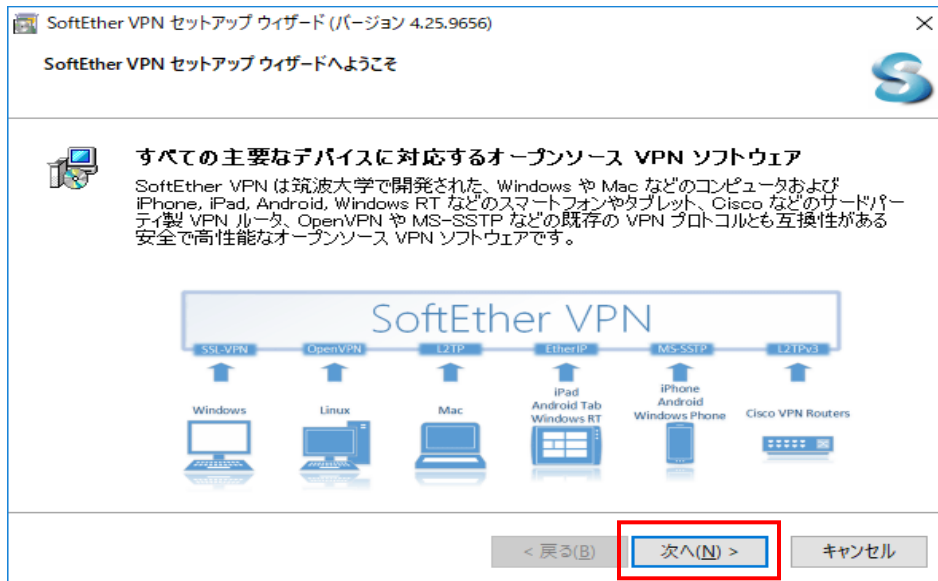 SoftEther VPN セットアップ ウィザード (バージョン 4.25.9656)
SoftEther VPN セットアップ ウィザードへようこそ
すべての主要なデバイスに対応するオープンソース VPN ソフトウェア
SoftEther VPN は筑波大学で開発された、Windows や Mac などのコンピュータおよび
iPhone, iPad, Android, Windows RT などのスマートフォンやタブレット、Cisco などのサードパー
ティ製 VPN ルータ、OpenVPN や MS-SSTP などの既存の VPN プロトコルとも互換性がある
安全で高性能なオープンソース VPN ソフトウェアです。
SoftEther VPN
SSL-VPN OpenVPN L2TP EtherIP MS-SSTP L2TPv3
Windows
Linux
Mac
iPad
Android Tab
Windows RT
iPhone
Android
Windows Phone
Cisco VPN Routers
< 戻る(B) 次へ(N) > キャンセル